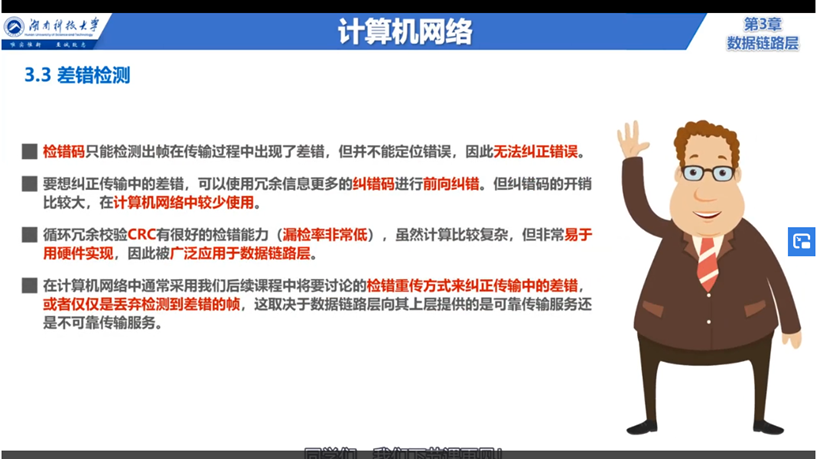 湖南科技大学
计算机网络
第3章
数据链路层
3.3 差错检测
检错码只能检测出帧在传输过程中出现了差错，但并不能定位错误，因此无法纠正错误。
要想纠正传输中的差错，可以使用冗余信息更多的纠错码进行前向纠错。但纠错码的开销
比较大，在计算机网络中较少使用。
循环冗余校验CRC有很好的检错能力（漏检率非常低），虽然计算比较复杂，但非常易于
用硬件实现，因此被广泛应用于数据链路层。
在计算机网络中通常采用我们后续课程中将要讨论的检错重传方式来纠正传输中的差错，
或者仅仅是丢弃检测到差错的帧，这取决于数据链路层向其上层提供的是可靠传输服务还
是不可靠传输服务。
同学们，我们下节课再见！